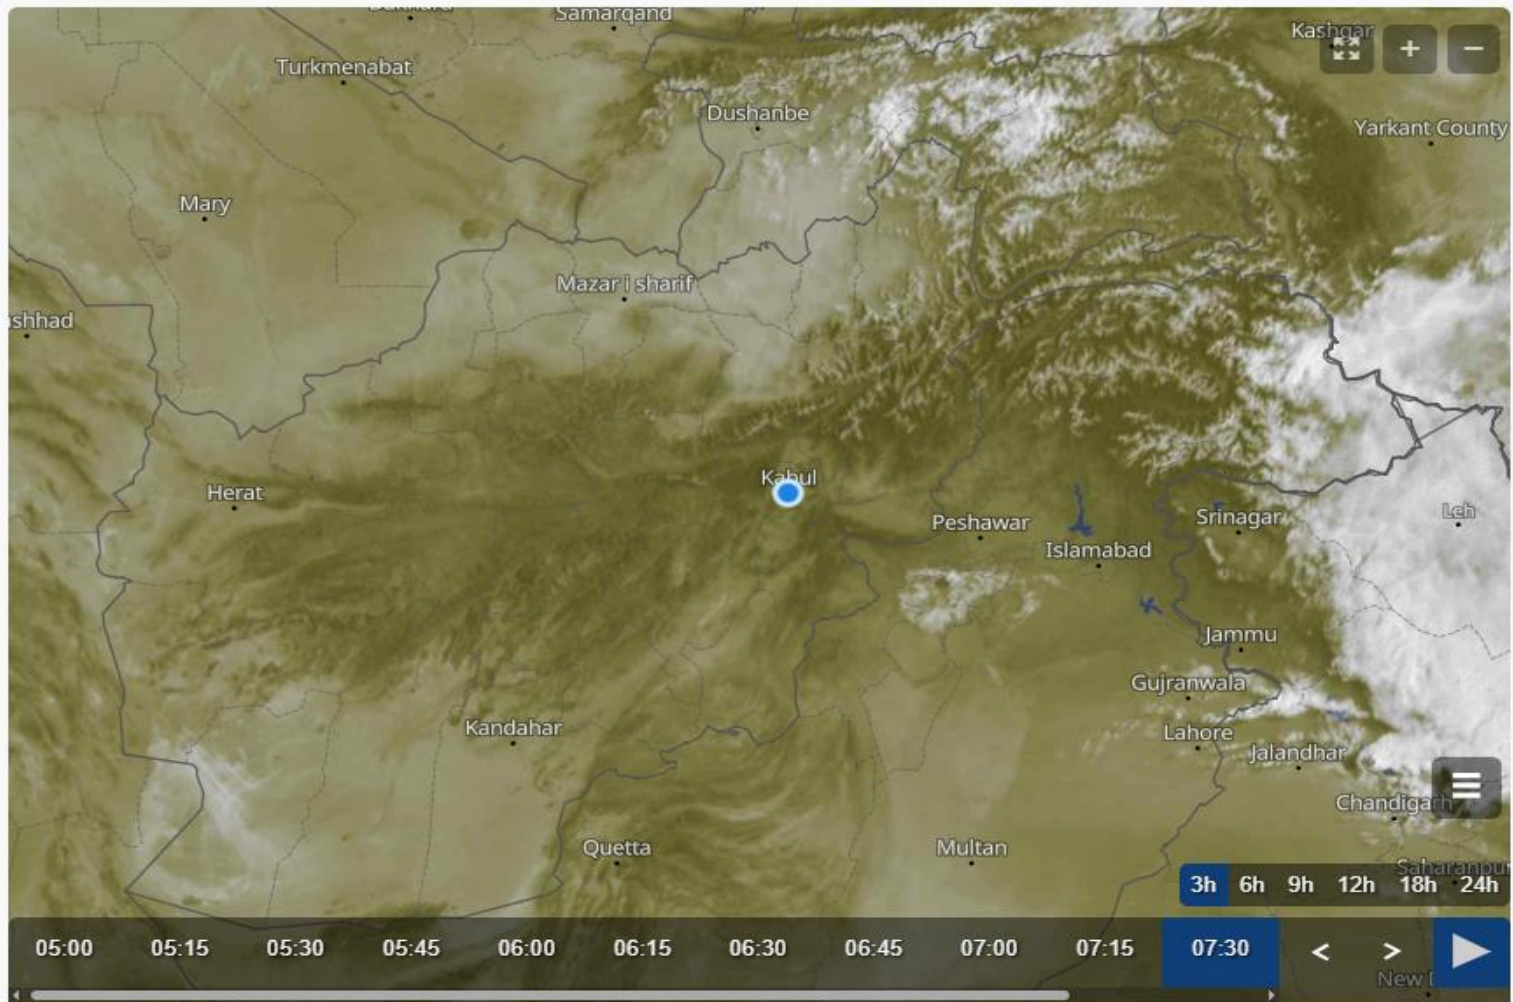 Samarqand
Kashgar
Turkmenabat
Dushanbe
Yarkant County
Mary
Mazar i sharif
shhad
Kabul
Herat
Leh
Srinagar
Peshawar
Islamabad
Jammu
Gujranwala
Kandahar
Lahore
Jalandhar
Chandigarh
Quetta
Multan
Saharanpur
3h 6h 9h 12h 18h 24h
05:00 05:15 05:30 05:45 06:00 06:15 06:30 06:45 07:00 07:15 07:30 < >
New